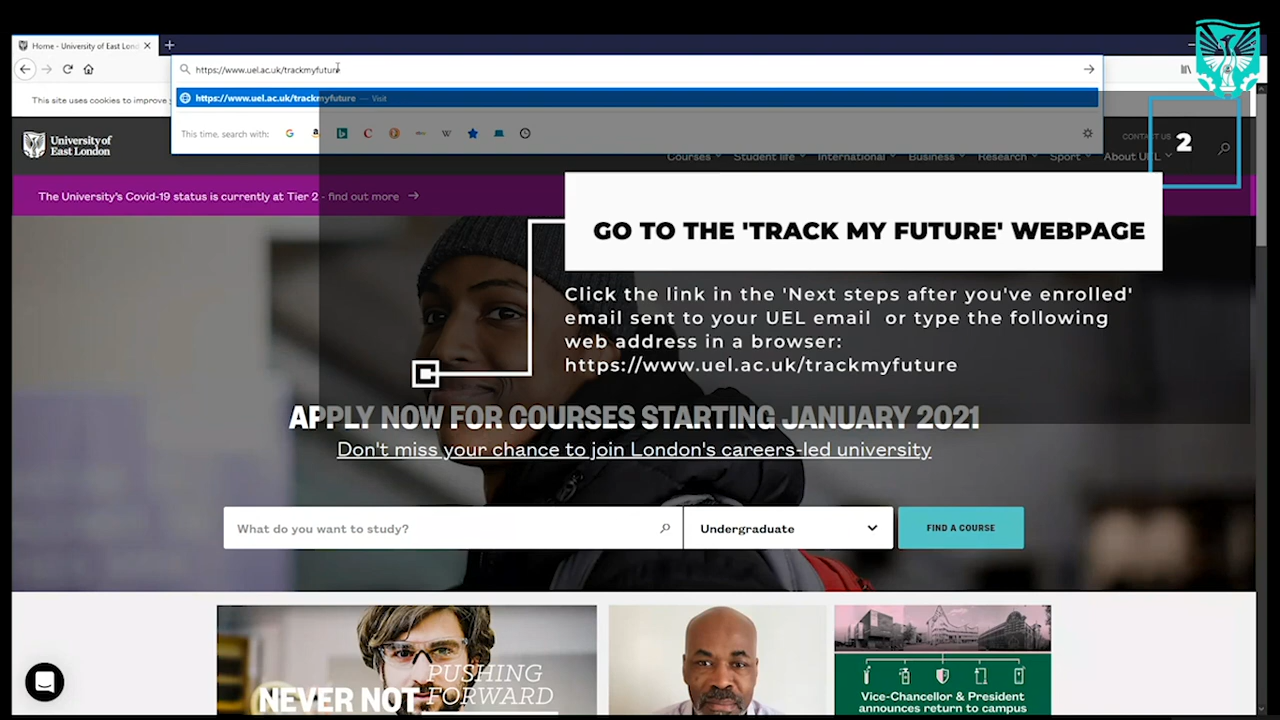 Home - University of East Lond
https://www.uel.ac.uk/trackmyfuture
https://www.uel.ac.uk/trackmyfuture — Visit
This site uses cookies to improve
This time, search with:
University of
East London
CONTACT US
2
Courses
Student life
International
Business
Research
Sport
About UEL
The University's Covid-19 status is currently at Tier 2 - find out more
GO TO THE 'TRACK MY FUTURE' WEBPAGE
Click the link in the 'Next steps after you've enrolled'
email sent to your UEL email or type the following
web address in a browser:
https://www.uel.ac.uk/trackmyfuture
APPLY NOW FOR COURSES STARTING JANUARY 2021
Don't miss your chance to join London's careers-led university
What do you want to study?
Undergraduate
FIND A COURSE
PUSHING
FORWARD
NEVER NOT
Vice-Chancellor & President
announces return to campus